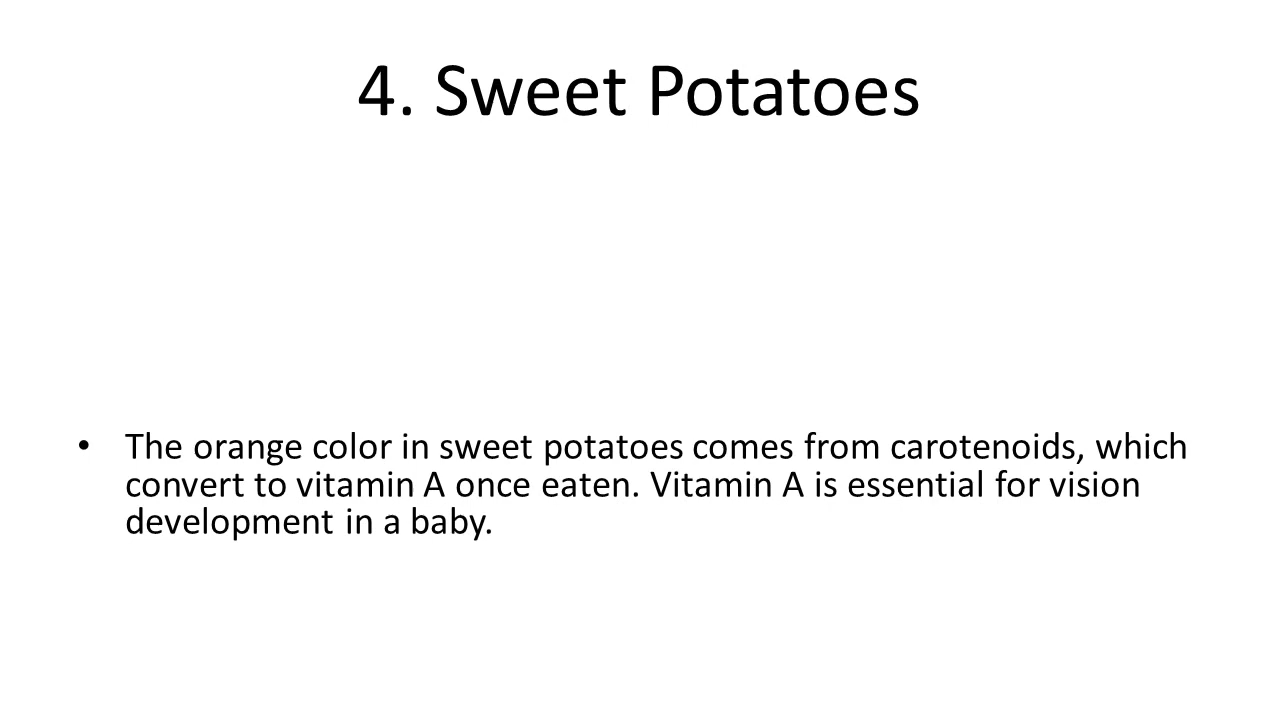 4. Sweet Potatoes
• The orange color in sweet potatoes comes from carotenoids, which
convert to vitamin A once eaten. Vitamin A is essential for vision
development in a baby.